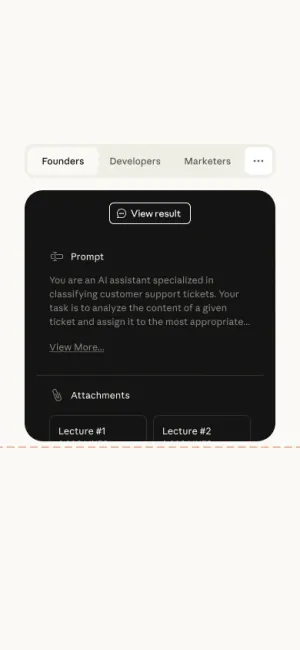 Founders Developers Marketers ...
View result
Prompt
You are an AI assistant specialized in
classifying customer support tickets. Your
task is to analyze the content of a given
ticket and assign it to the most appropriate...
View More...
Attachments
Lecture #1 Lecture #2